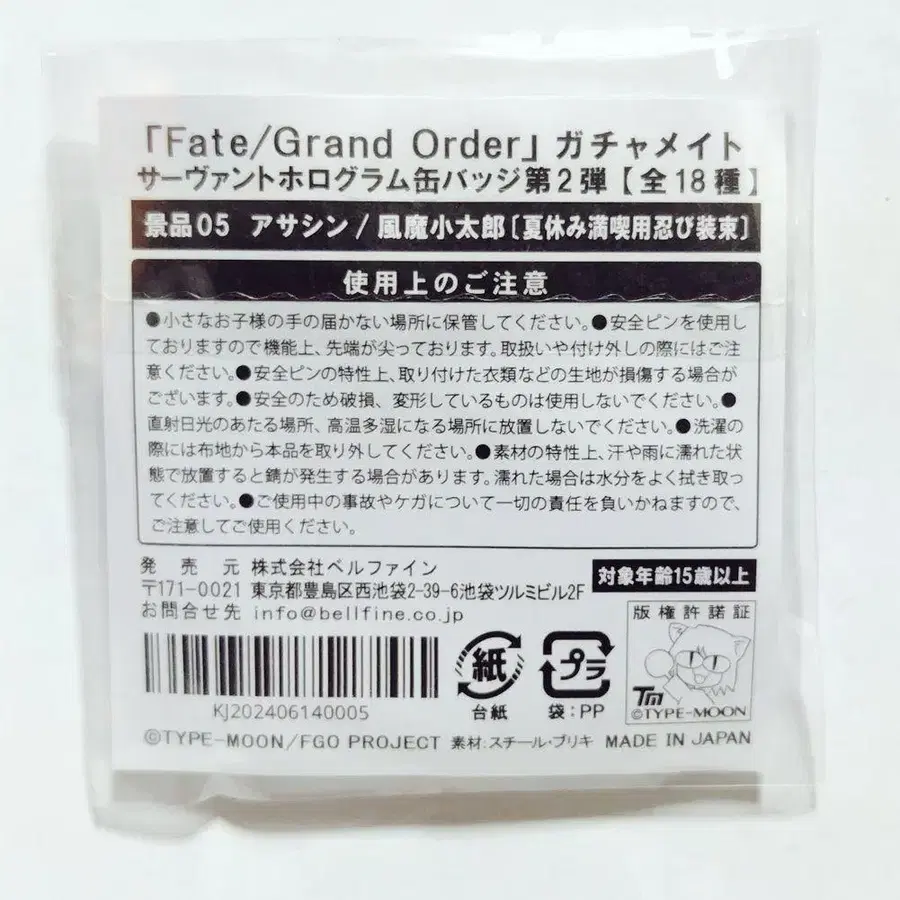 「Fate/Grand Order」ガチャメイト
サーヴァントホログラム缶バッジ第2弾【全18種】
景品05 アサシン/風魔小太郎〔夏休み満喫用忍び装束〕
使用上のご注意
●小さなお子様の手の届かない場所に保管してください。●安全ピンを使用し
ておりますので機能上、先端が尖っております。取扱いや付け外しの際にはご注
意ください。●安全ピンの特性上、取り付けた衣類などの生地が損傷する場合が
ございます。●安全のため破損、変形しているものは使用しないでください。●
直射日光のあたる場所、高温多湿になる場所に放置しないでください。●洗濯の
際には布地から本品を取り外してください。●素材の特性上、汗や雨に濡れた状
態で放置すると錆が発生する場合があります。濡れた場合は水分をよく拭き取っ
てください。●ご使用中の事故やケガについて一切の責任を負いかねますので、
ご注意してご使用ください。
発売元 株式会社ベルファイン
〒171-0021 東京都豊島区西池袋2-39-6池袋ツルミビル2F
お問合せ先 info@bellfine.co.jp
対象年齢15歳以上
版権許諾証
TM
©TYPE-MOON
KJ202406140005
紙
台紙
プラ
袋:PP
©TYPE-MOON/FGO PROJECT 素材:スチール・ブリキ MADE IN JAPAN